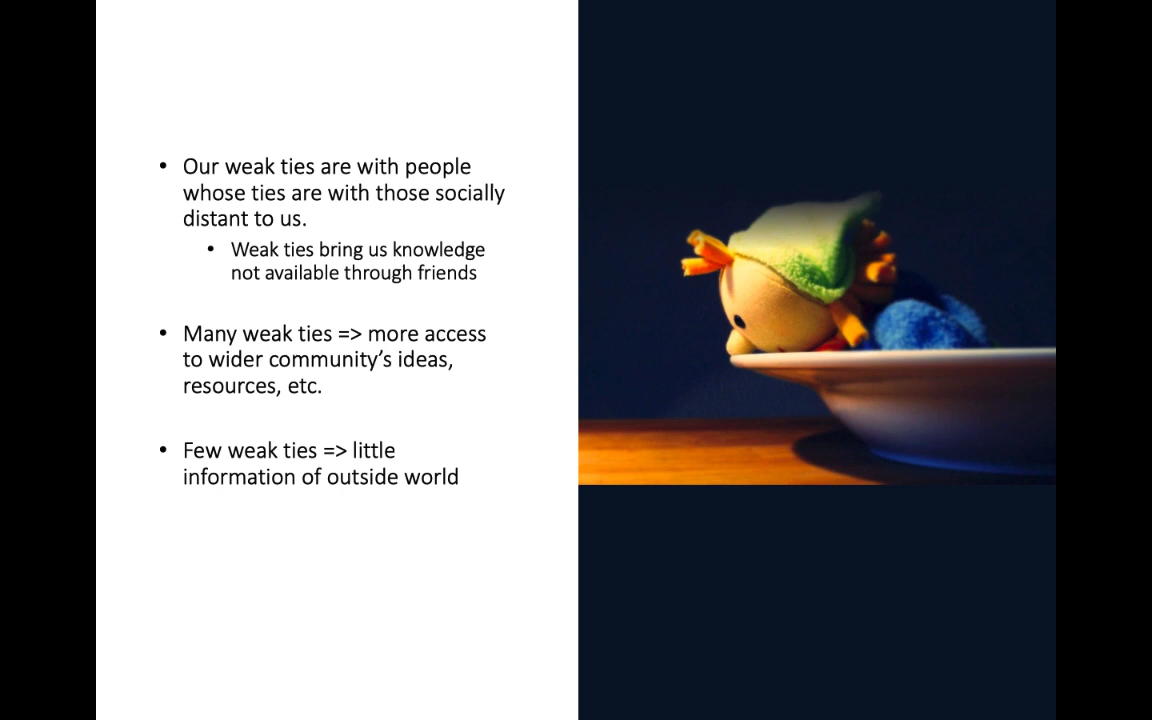 • Our weak ties are with people
whose ties are with those socially
distant to us.
• Weak ties bring us knowledge
not available through friends
• Many weak ties => more access
to wider community's ideas,
resources, etc.
• Few weak ties => little
information of outside world